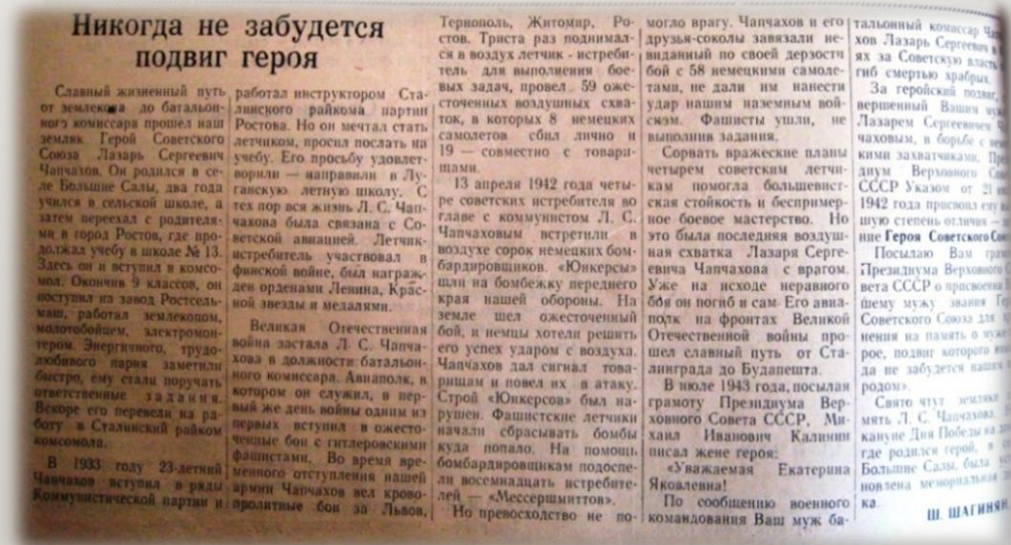 Никогда не забудется
подвиг героя
Славный жизненный путь
от землекопа до батальон-
ного комиссара прошел наш
земляк Герой Советского
Союза Лазарь Сергеевич
Чапчахов. Он родился в се-
ле Большие Салы, два года
учился в сельской школе, а
затем переехал с родителя-
ми в город Ростов, где про-
должал учебу в школе № 13.
Здесь он и вступил в комсо-
мол. Окончив 9 классов, он
поступил на завод Ростсель-
маш, работал землекопом,
молотобойцем, электромон-
тером. Энергичного, трудо-
любивого парня заметили
быстро, ему стали поручать
ответственные задания.
Вскоре его перевели на ра-
боту в Сталинский райком
комсомола.
В 1933 году 23-летний
Чапчахов вступил в ряды
Коммунистической партии и
работал инструктором Ста-
линского райкома партии
Ростова. Но он мечтал стать
летчиком, просил послать на
учебу. Его просьбу удовлет-
ворили — направили в Лу-
ганскую летную школу. С
тех пор вся жизнь Л. С. Чап-
чахова была связана с Со-
ветской авиацией. Летчик-
истребитель участвовал в
финской войне, был награж-
ден орденами Ленина, Крас-
ной звезды и медалями.
Великая Отечественная
война застала Л. С. Чапча-
хова в должности батальон-
ного комиссара. Авиаполк, в
котором он служил, в пер-
вый же день войны одним из
первых вступил в ожесто-
ченные бои с гитлеровскими
фашистами. Во время вре-
менного отступления нашей
армии Чапчахов вел крово-
пролитные бои за Львов,
Тернополь, Житомир, Ро-
стов. Триста раз поднимал-
ся в воздух летчик - истреби-
тель для выполнения бое-
вых задач, провел 59 оже-
сточенных воздушных схва-
ток, в которых 8 немецких
самолетов сбил лично и
19 — совместно с товари-
щами.
13 апреля 1942 года четы-
ре советских истребителя во
главе с коммунистом Л. С.
Чапчаховым встретили в
воздухе сорок немецких бом-
бардировщиков. «Юнкерсы»
шли на бомбежку переднего
края нашей обороны. На
земле шел ожесточенный
бой, и немцы хотели решить
его успех ударом с воздуха.
Чапчахов дал сигнал това-
рищам и повел их в атаку.
Строй «Юнкерсов» был на-
рушен. Фашистские летчики
начали сбрасывать бомбы
куда попало. На помощь
бомбардировщикам подоспе-
ли восемнадцать истребите-
лей — «Мессершмиттов».
Но превосходство не по-
могло врагу. Чапчахов и его
друзья-соколы завязали не-
виданный по своей дерзости
бой с 58 немецкими самоле-
тами, не дали им нанести
удар нашим наземным вой-
скам. Фашисты ушли, не
выполнив задания.
Сорвать вражеские планы
четырем советским летчи-
кам помогла большевист-
ская стойкость и беспример-
ное боевое мастерство. Но
это была последняя воздуш-
ная схватка Лазаря Серге-
евича Чапчахова с врагом.
Уже на исходе неравного
боя он погиб и сам. Его авиа-
полк на фронтах Великой
Отечественной войны про-
шел славный путь от Ста-
линграда до Будапешта.
В июле 1943 года, посылая
грамоту Президиума Вер-
ховного Совета СССР, Ми-
хаил Иванович Калинин
писал жене героя:
«Уважаемая Екатерина
Яковлевна!
По сообщению военного
командования Ваш муж ба-
тальонный комиссар
хов Лазарь Сергеевич в
ях за Советскую власть
гиб смертью храбрых.
За геройский подвиг,
вершенный Вашим
Лазарем Сергеевичем
чаховым, в борьбе с
кими захватчиками,
диум Верховного
СССР Указом от 21
1942 года присвоил ему
шую степень отличия —
ние Героя Советского
Посылаю Вам
Президиума Верховного
вета СССР о присвоении
шему мужу звания
Советского Союза для
нения на память о
рое, подвиг которого
да не забудется нашим
родом».
Свято чтут земляки
мять Л. С. Чапчахова.
кануне Дня Победы на
где родился герой, в
Большие Салы, была
новлена мемориальная
ка.
Ш. ШАГИНЯН.